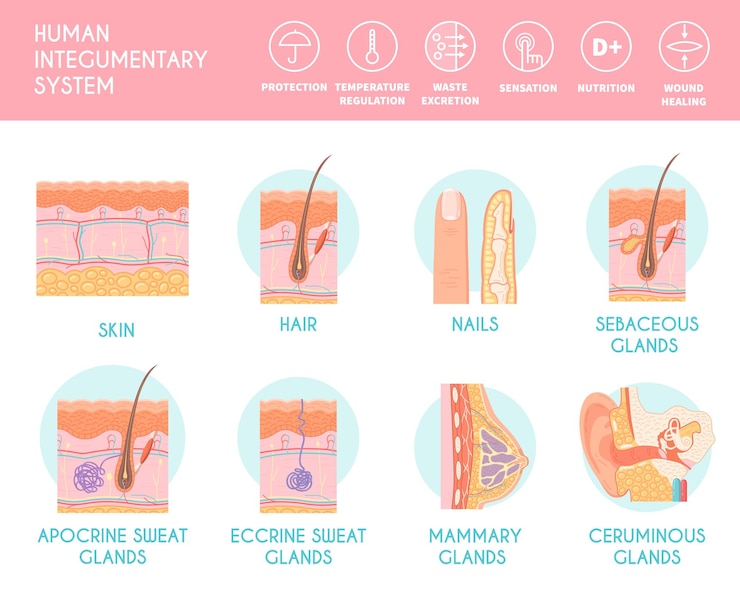 HUMAN
INTEGUMENTARY
SYSTEM
D+
PROTECTION
TEMPERATURE
REGULATION
WASTE
EXCRETION
SENSATION
NUTRITION
WOUND
HEALING
SKIN
HAIR
NAILS
SEBACEOUS
GLANDS
APOCRINE SWEAT
GLANDS
ECCRINE SWEAT
GLANDS
MAMMARY
GLANDS
CERUMINOUS
GLANDS